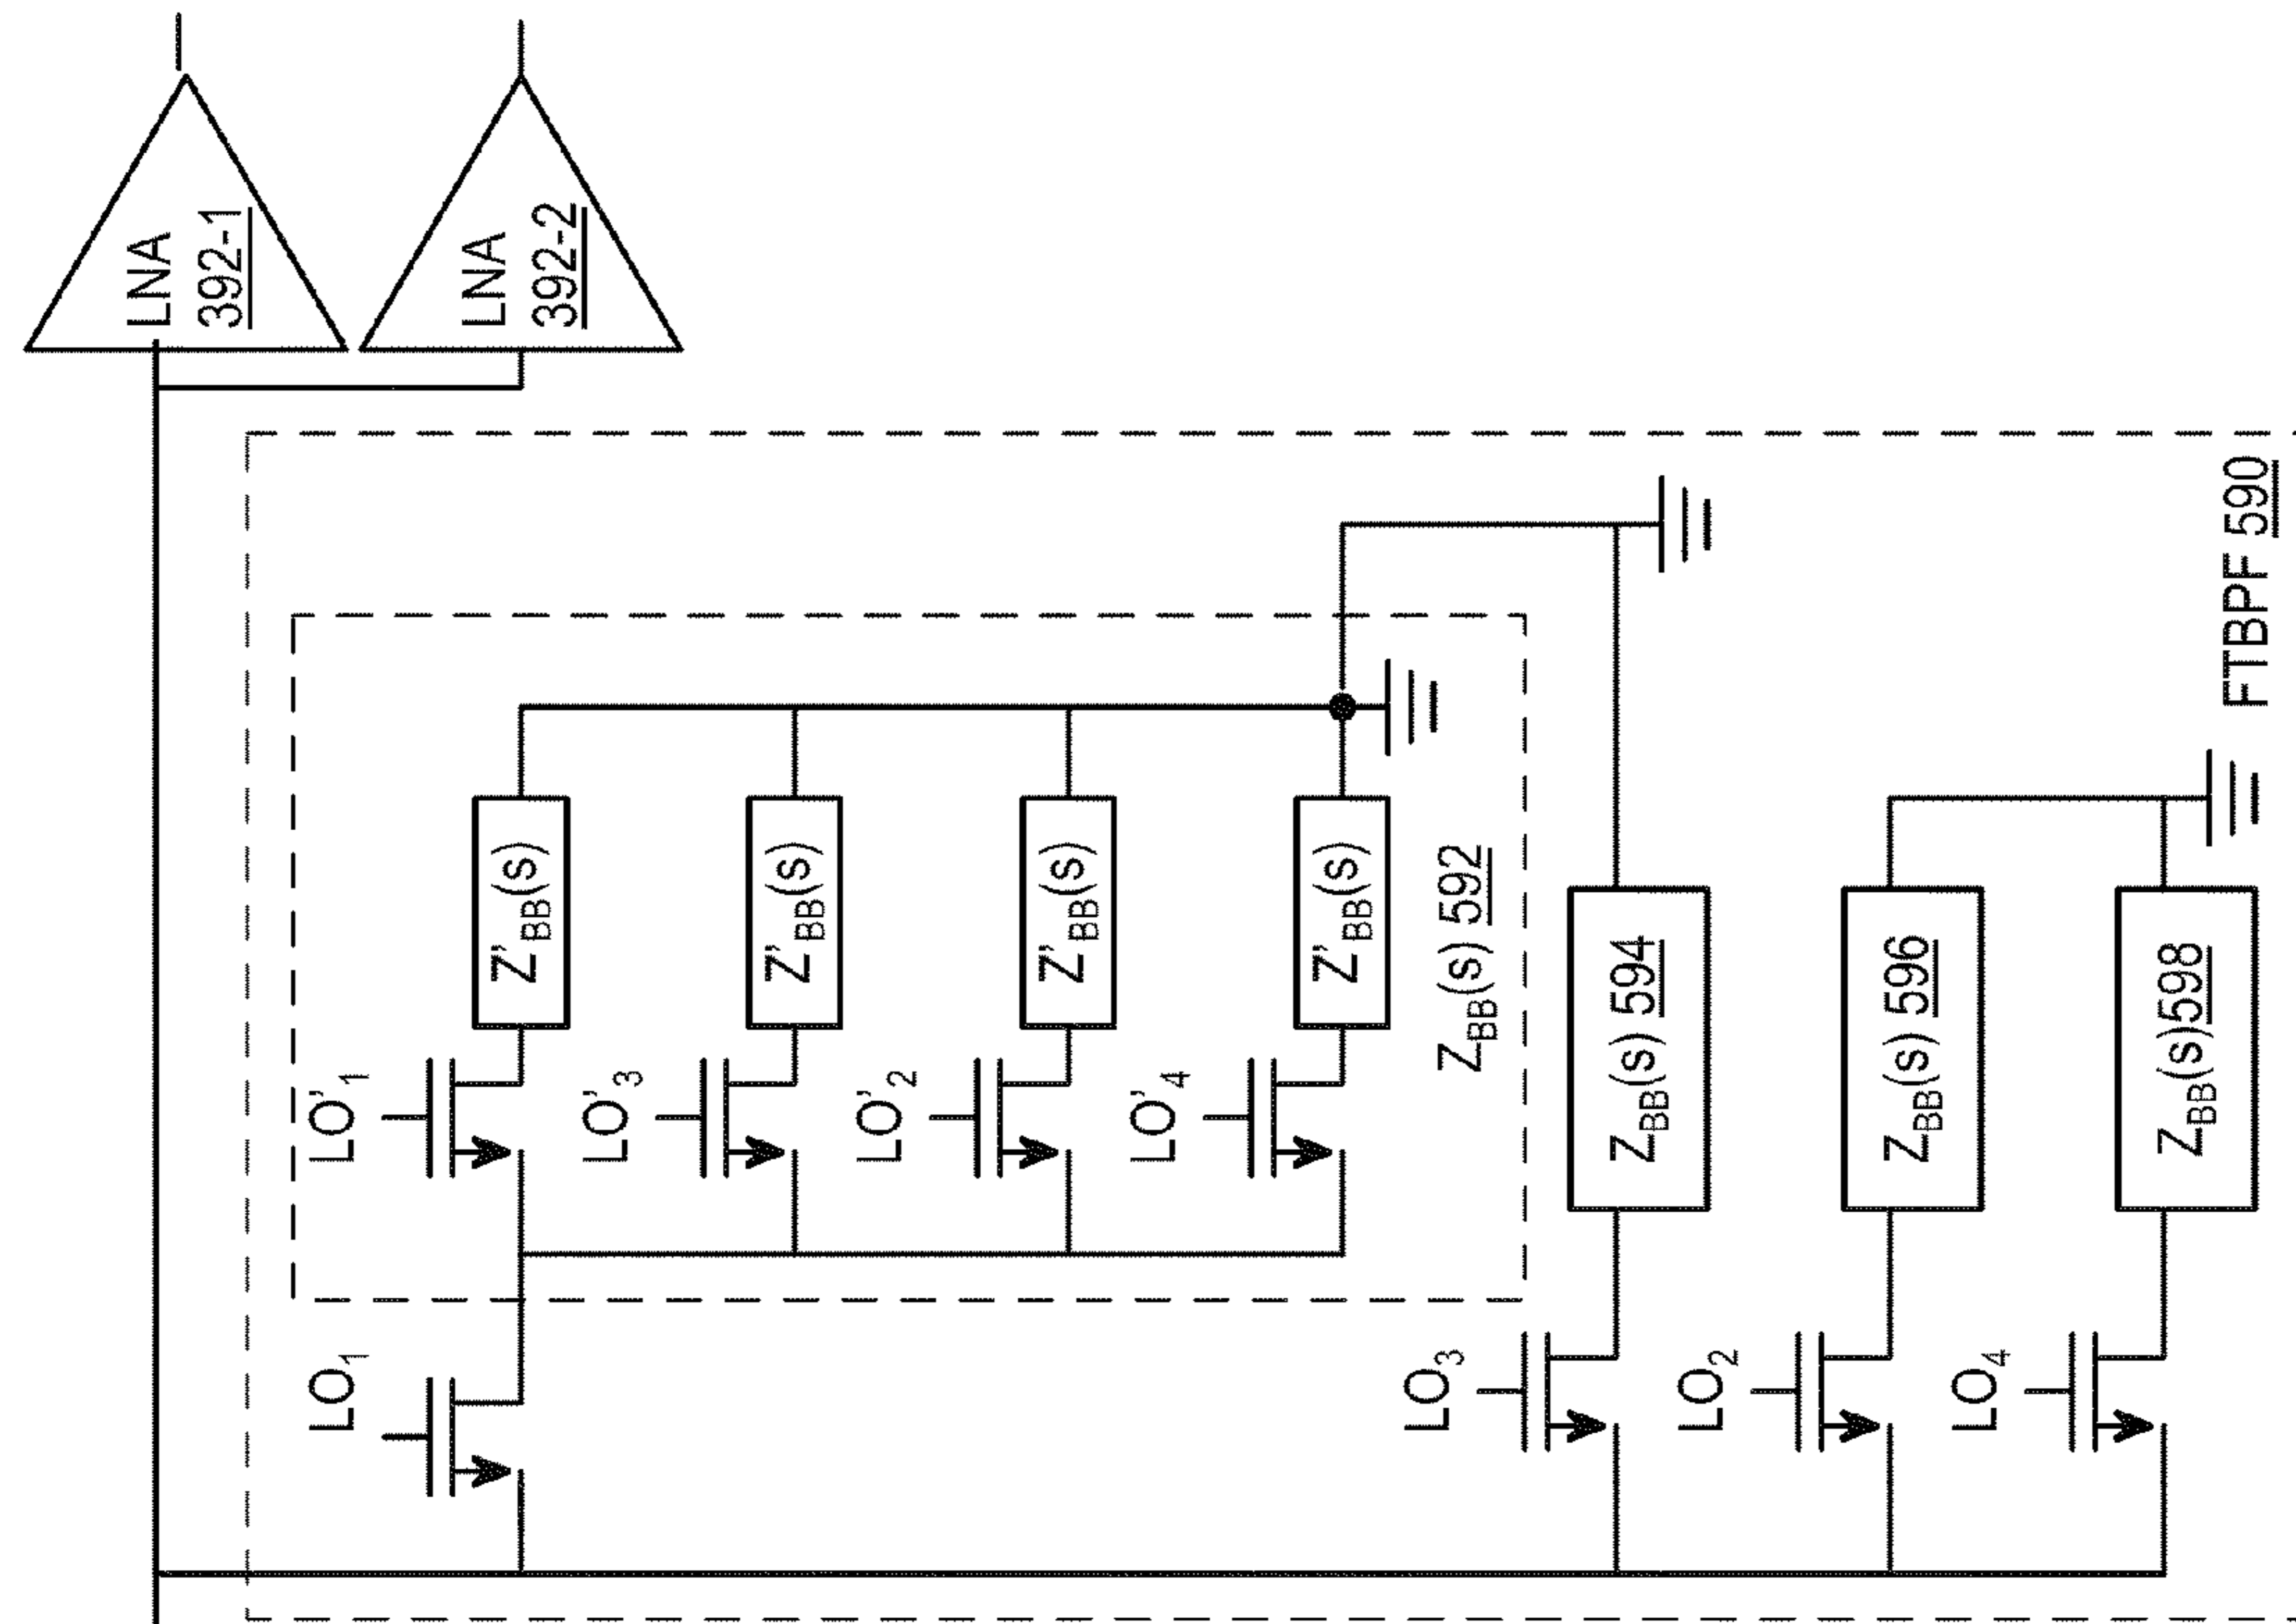 LNA
392-1
LNA
392-2
LO'1
Z'BB(s)
LO'3
Z'BB(s)
LO'2
Z'BB(s)
LO'4
Z'BB(s)
ZBB(s) 592
LO1
LO3
ZBB(s) 594
LO2
ZBB(s) 596
LO4
ZBB(s)598
FTBPF 590